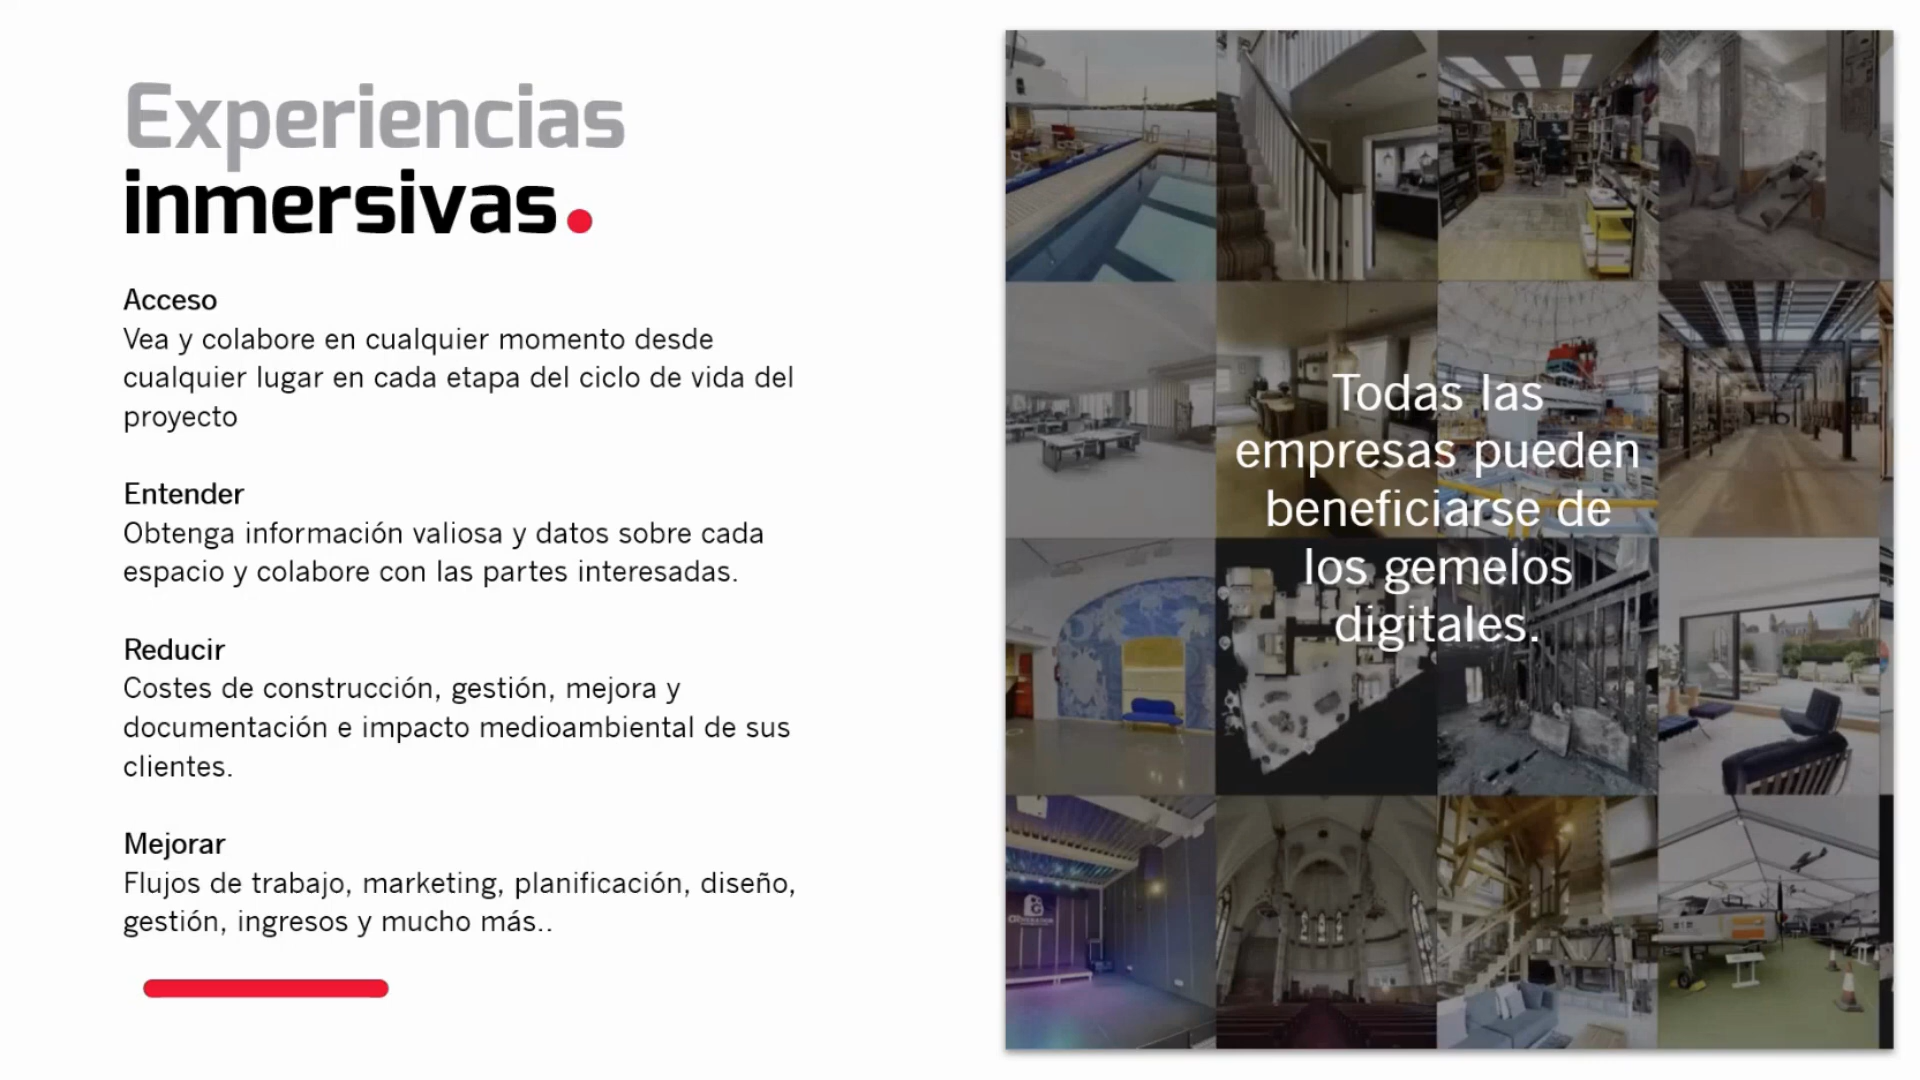 Experiencias
inmersivas.
Acceso
Vea y colabore en cualquier momento desde
cualquier lugar en cada etapa del ciclo de vida del
proyecto
Entender
Obtenga información valiosa y datos sobre cada
espacio y colabore con las partes interesadas.
Reducir
Costes de construcción, gestión, mejora y
documentación e impacto medioambiental de sus
clientes.
Mejorar
Flujos de trabajo, marketing, planificación, diseño,
gestión, ingresos y mucho más..
Todas las
empresas pueden
beneficiarse de
los gemelos
digitales.